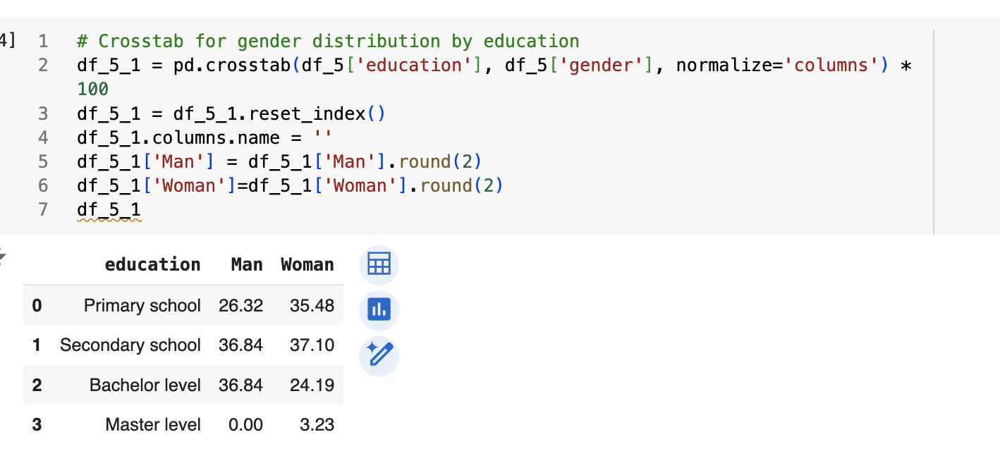 4] 1 # Crosstab for gender distribution by education
2 df_5_1 = pd.crosstab(df_5['education'], df_5['gender'], normalize='columns') *
100
3 df_5_1 = df_5_1.reset_index()
4 df_5_1.columns.name = ''
5 df_5_1['Man'] = df_5_1['Man'].round(2)
6 df_5_1['Woman']=df_5_1['Woman'].round(2)
7 df_5_1
education Man Woman
0 Primary school 26.32 35.48
1 Secondary school 36.84 37.10
2 Bachelor level 36.84 24.19
3 Master level 0.00 3.23